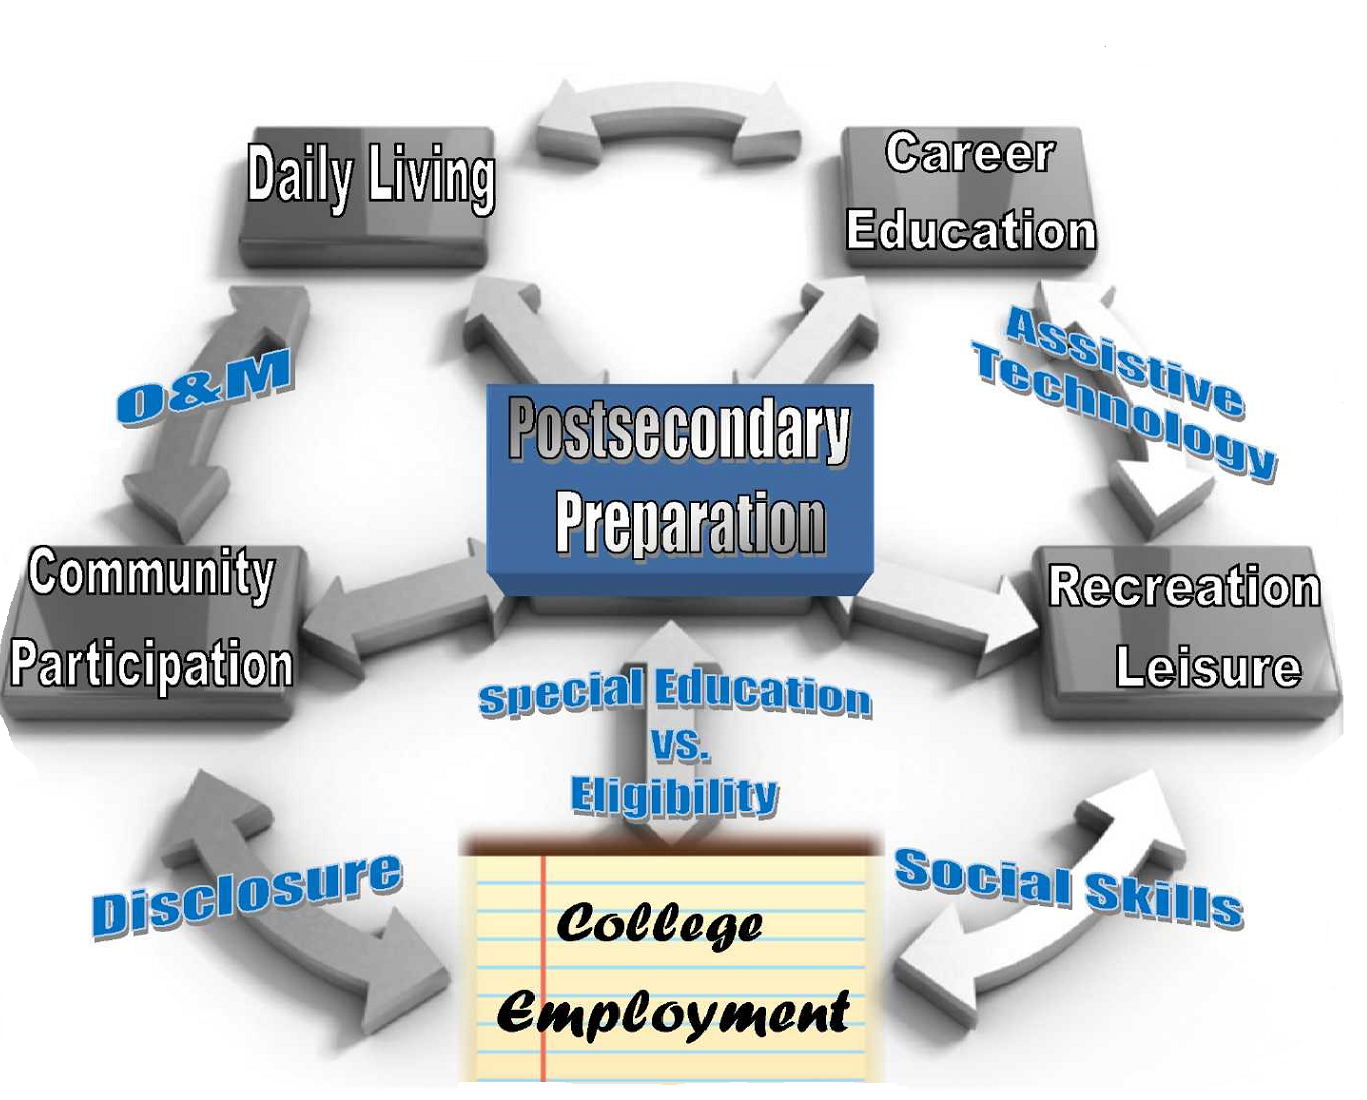 Daily Living
Career
Education
O&M
Assistive
Technology
Postsecondary
Preparation
Community
Participation
Recreation
Leisure
Special Education
vs.
Eligibility
Disclosure
Social Skills
College
Employment